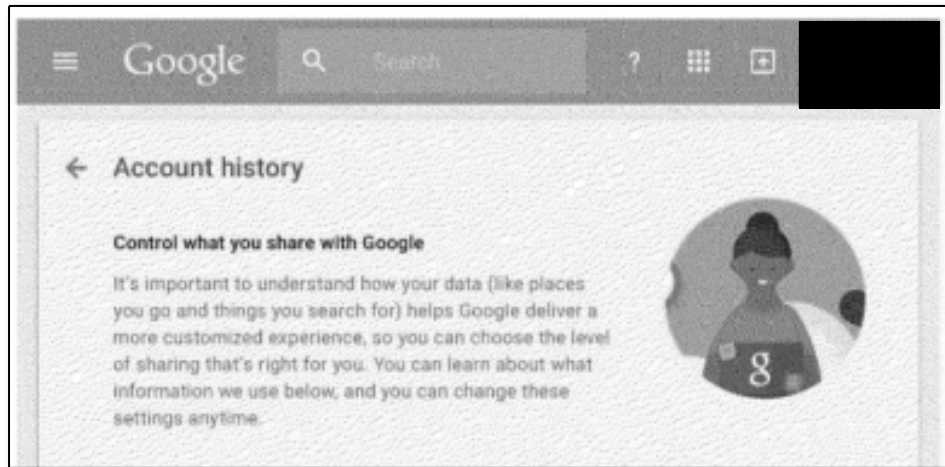 Google Search ?
Account history
Control what you share with Google
It's important to understand how your data (like places
you go and things you search for) helps Google deliver a
more customized experience, so you can choose the level
of sharing that's right for you. You can learn about what
information we use below, and you can change these
settings anytime.
g